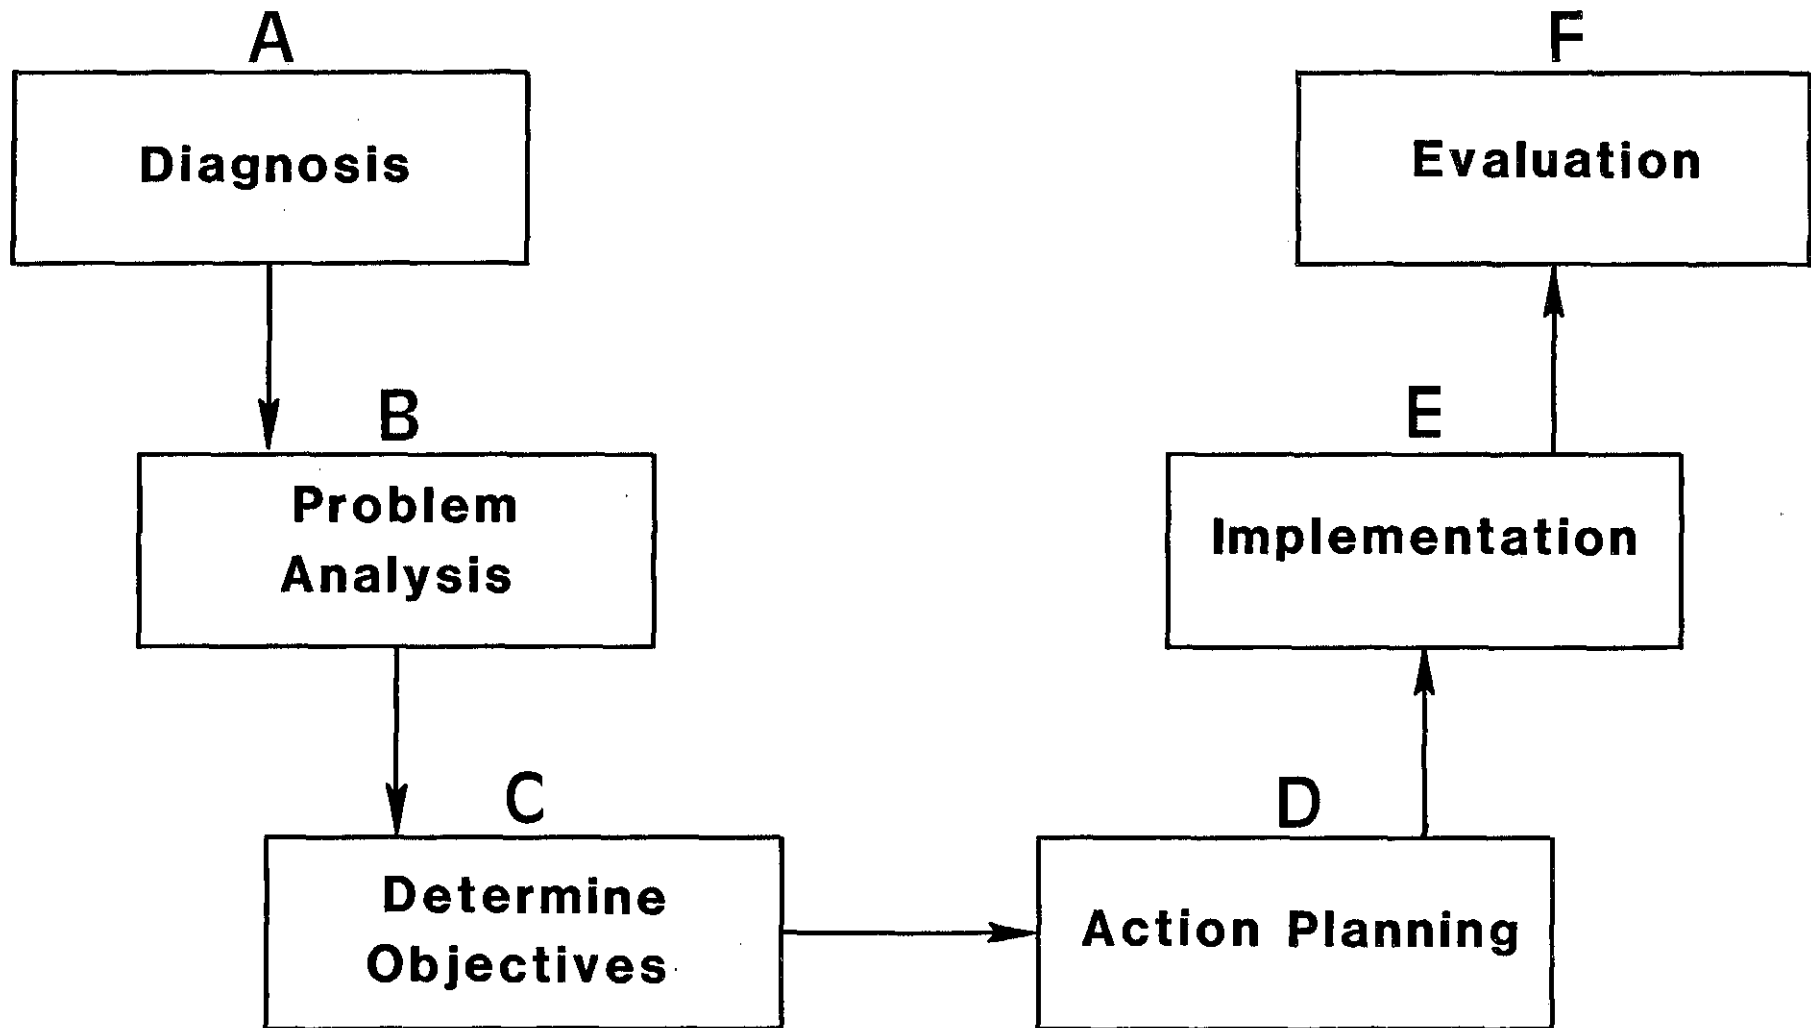 A
Diagnosis
B
Problem
Analysis
C
Determine
Objectives
D
Action Planning
E
Implementation
F
Evaluation